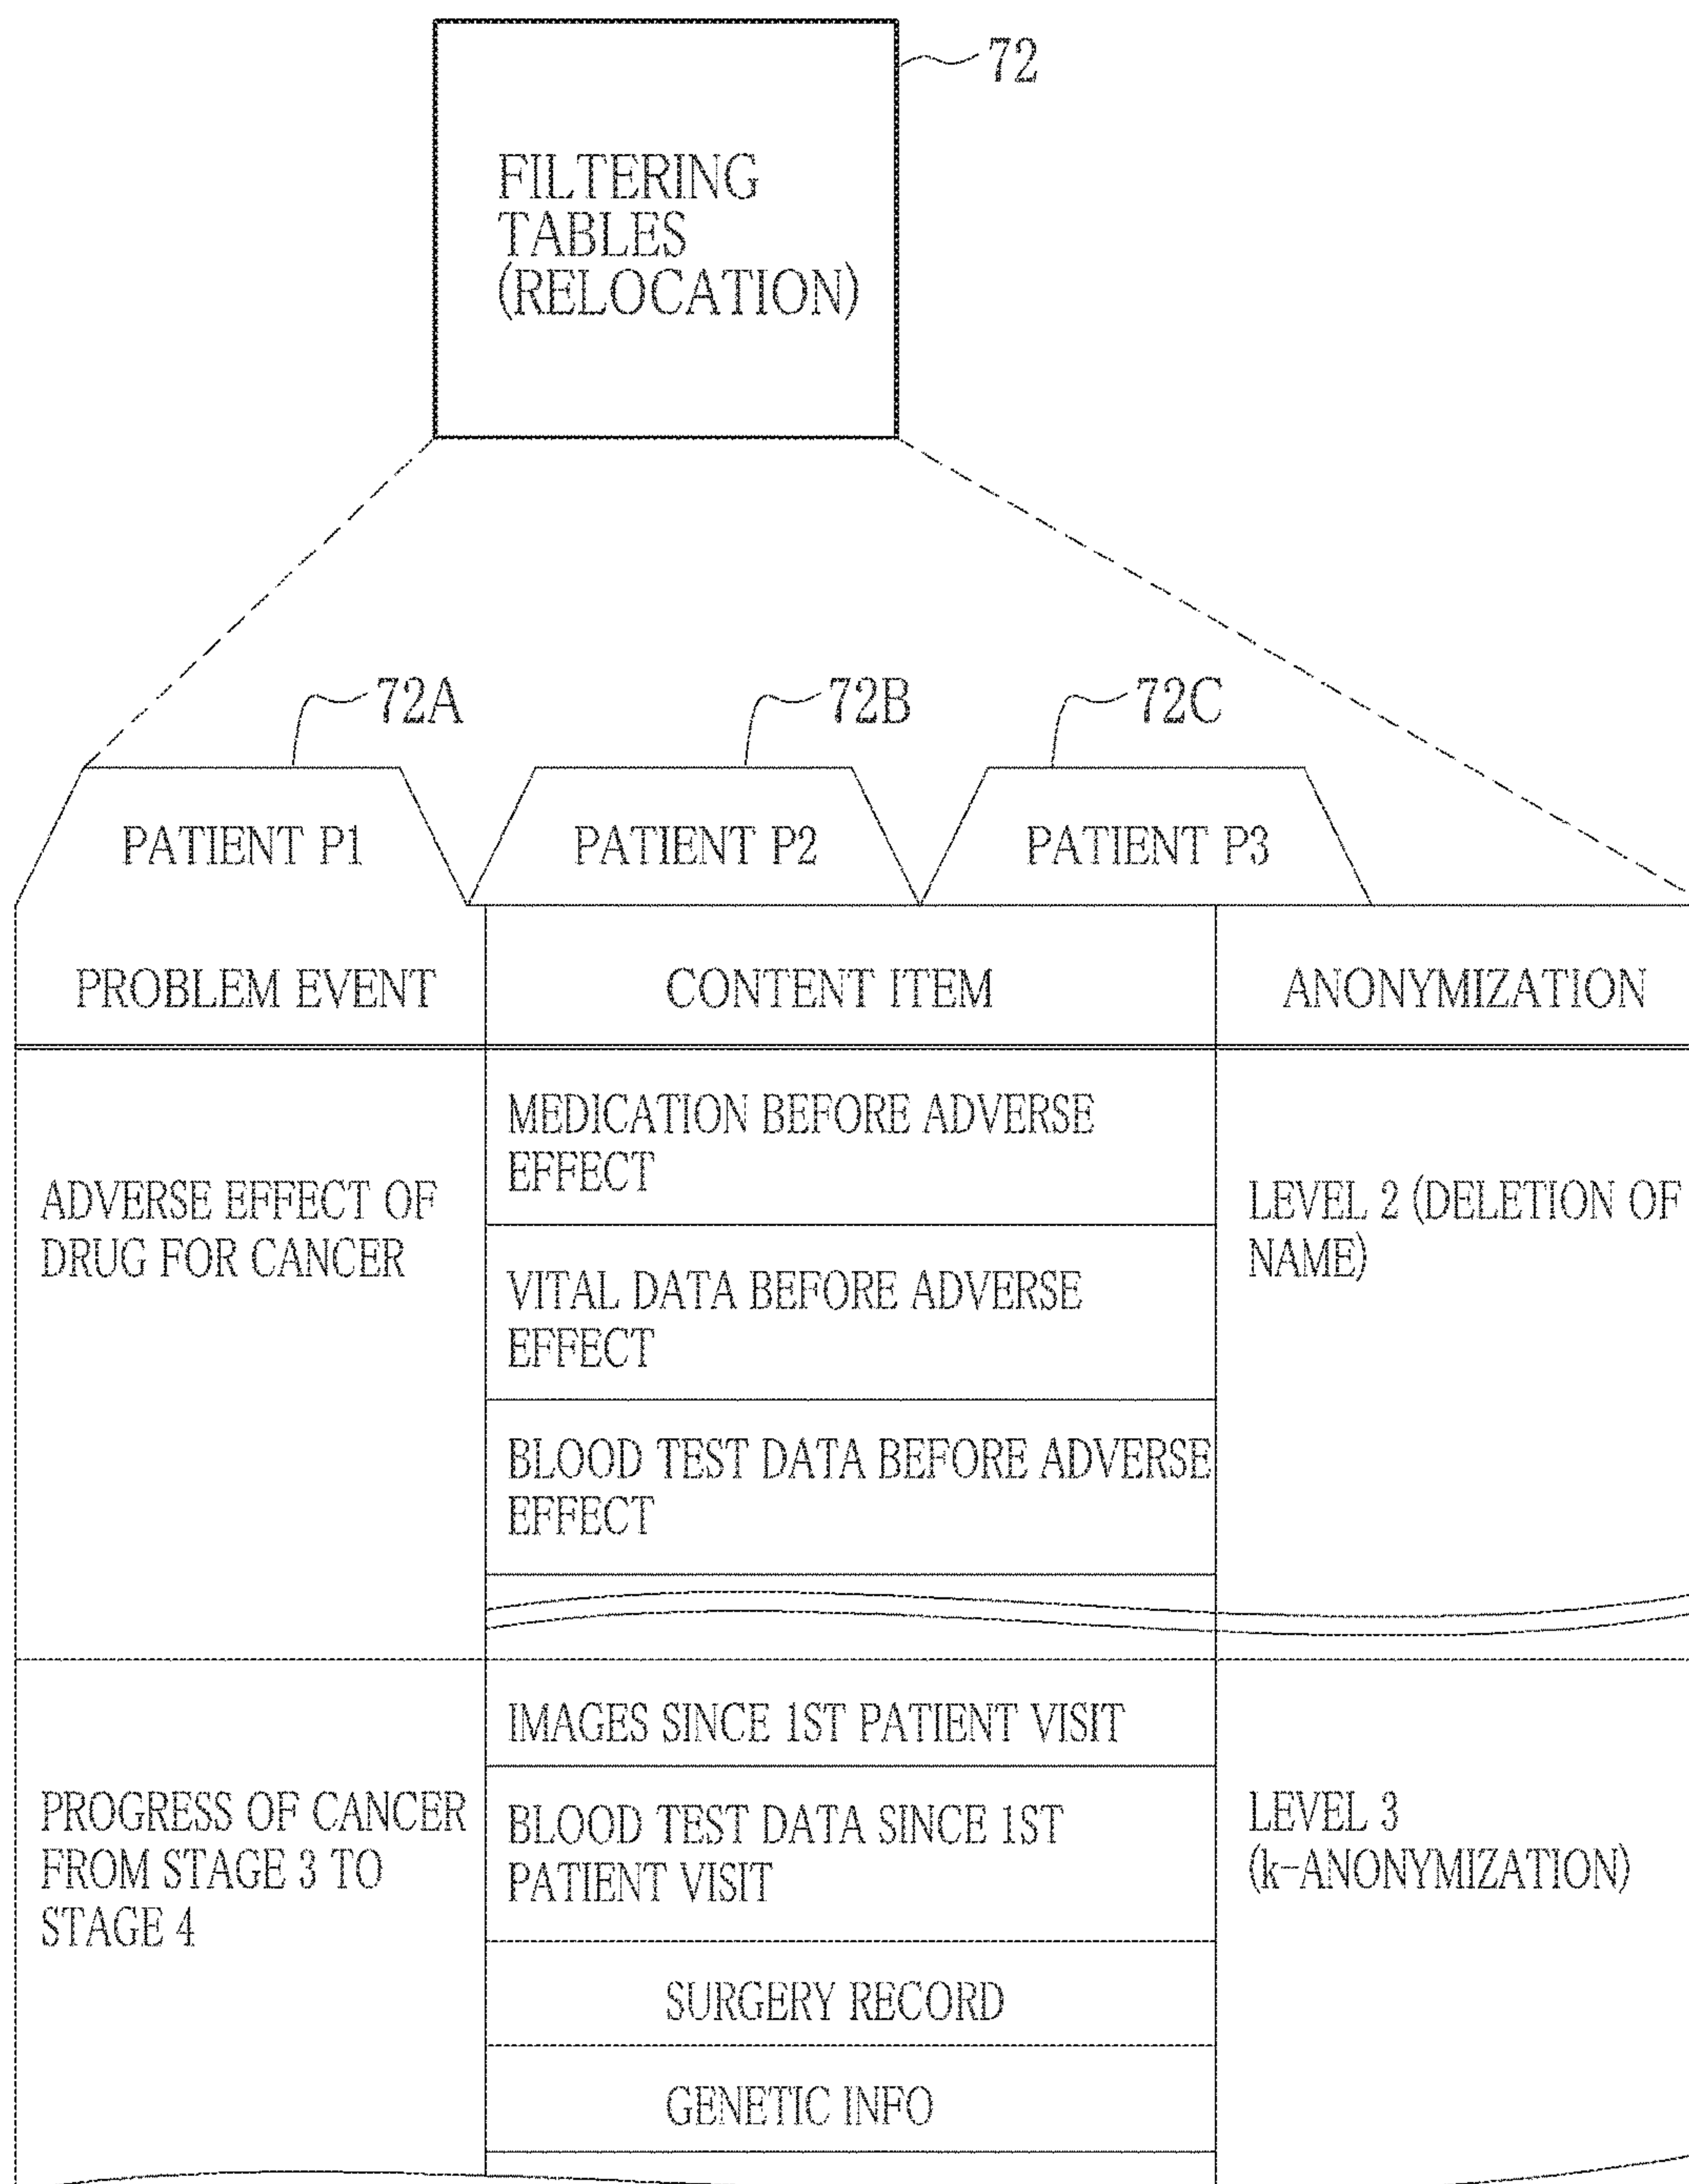 72
FILTERING
TABLES
(RELOCATION)
72A
72B
72C
PATIENT P1
PATIENT P2
PATIENT P3
PROBLEM EVENT
CONTENT ITEM
ANONYMIZATION
ADVERSE EFFECT OF
DRUG FOR CANCER
MEDICATION BEFORE ADVERSE
EFFECT
VITAL DATA BEFORE ADVERSE
EFFECT
BLOOD TEST DATA BEFORE ADVERSE
EFFECT
LEVEL 2 (DELETION OF
NAME)
PROGRESS OF CANCER
FROM STAGE 3 TO
STAGE 4
IMAGES SINCE 1ST PATIENT VISIT
BLOOD TEST DATA SINCE 1ST
PATIENT VISIT
SURGERY RECORD
GENETIC INFO
LEVEL 3
(k-ANONYMIZATION)